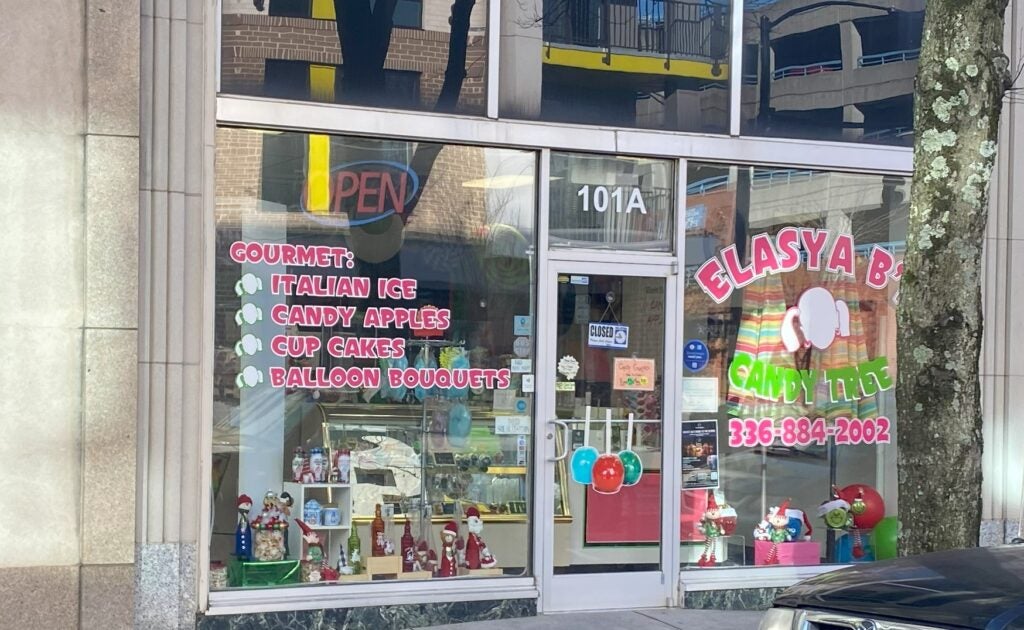 OPEN
101A
GOURMET:
ITALIAN ICE
CANDY APPLES
CUP CAKES
BALLOON BOUQUETS
CLOSED
ELASYA B'
CANDY TREE
336-884-2002